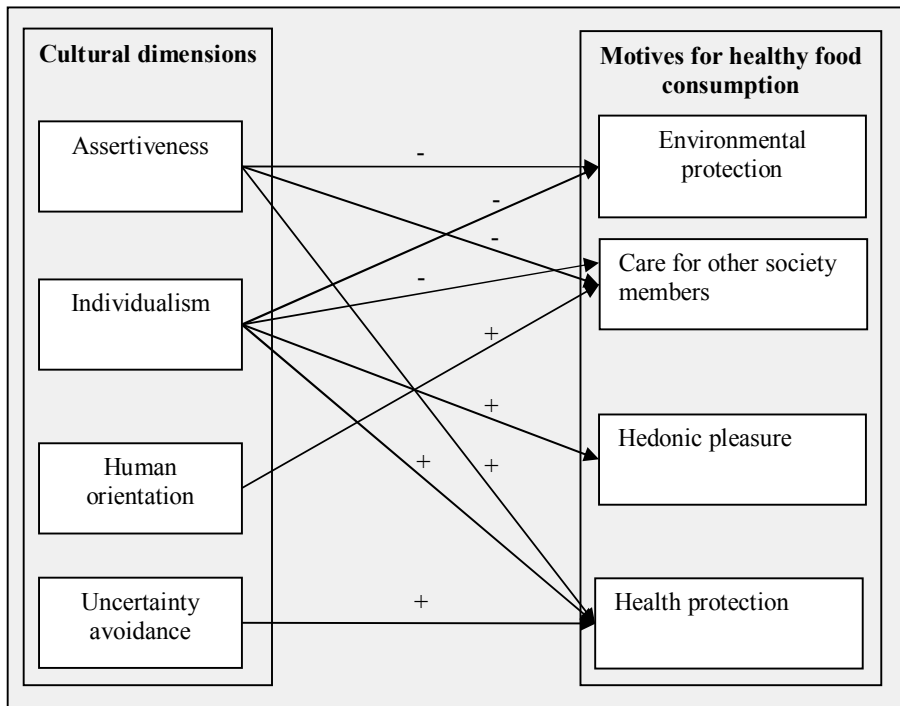 Cultural dimensions
Assertiveness
Individualism
Human
orientation
Uncertainty
avoidance
-
-
-
-
+
+
+
+
+
Motives for healthy food
consumption
Environmental
protection
Care for other society
members
Hedonic pleasure
Health protection